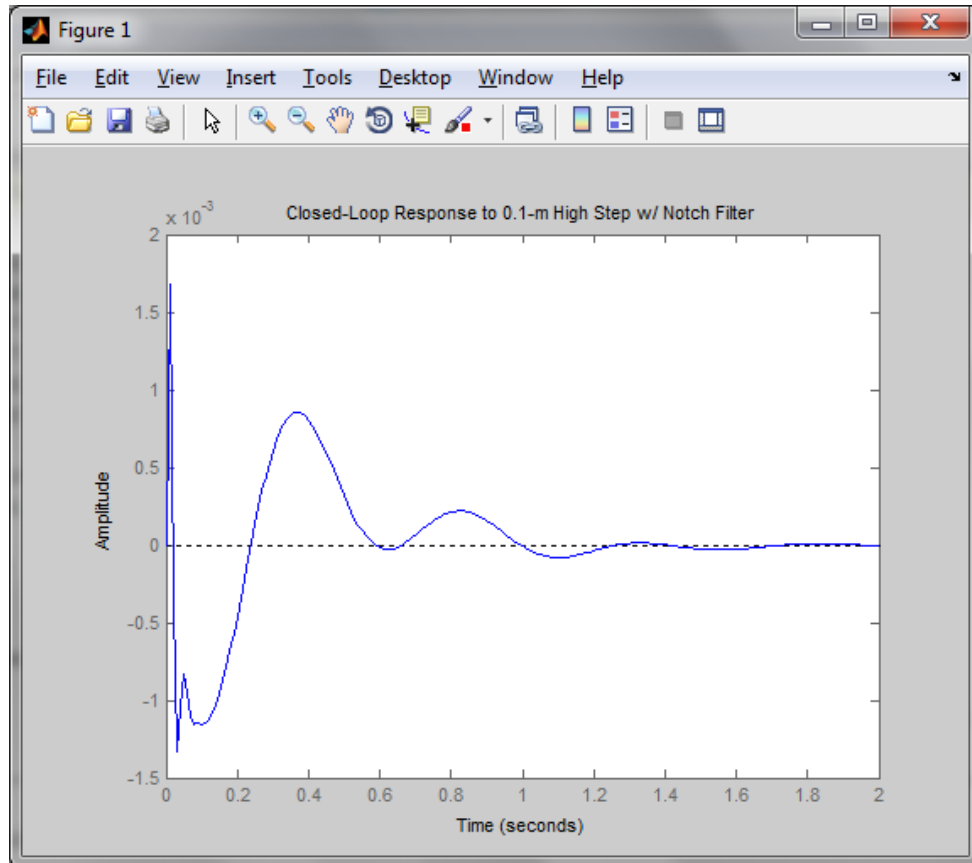 Figure 1
File Edit View Insert Tools Desktop Window Help
x 10^-3
Closed-Loop Response to 0.1-m High Step w/ Notch Filter
2
1.5
1
0.5
0
-0.5
-1
-1.5
Amplitude
0 0.2 0.4 0.6 0.8 1 1.2 1.4 1.6 1.8 2
Time (seconds)